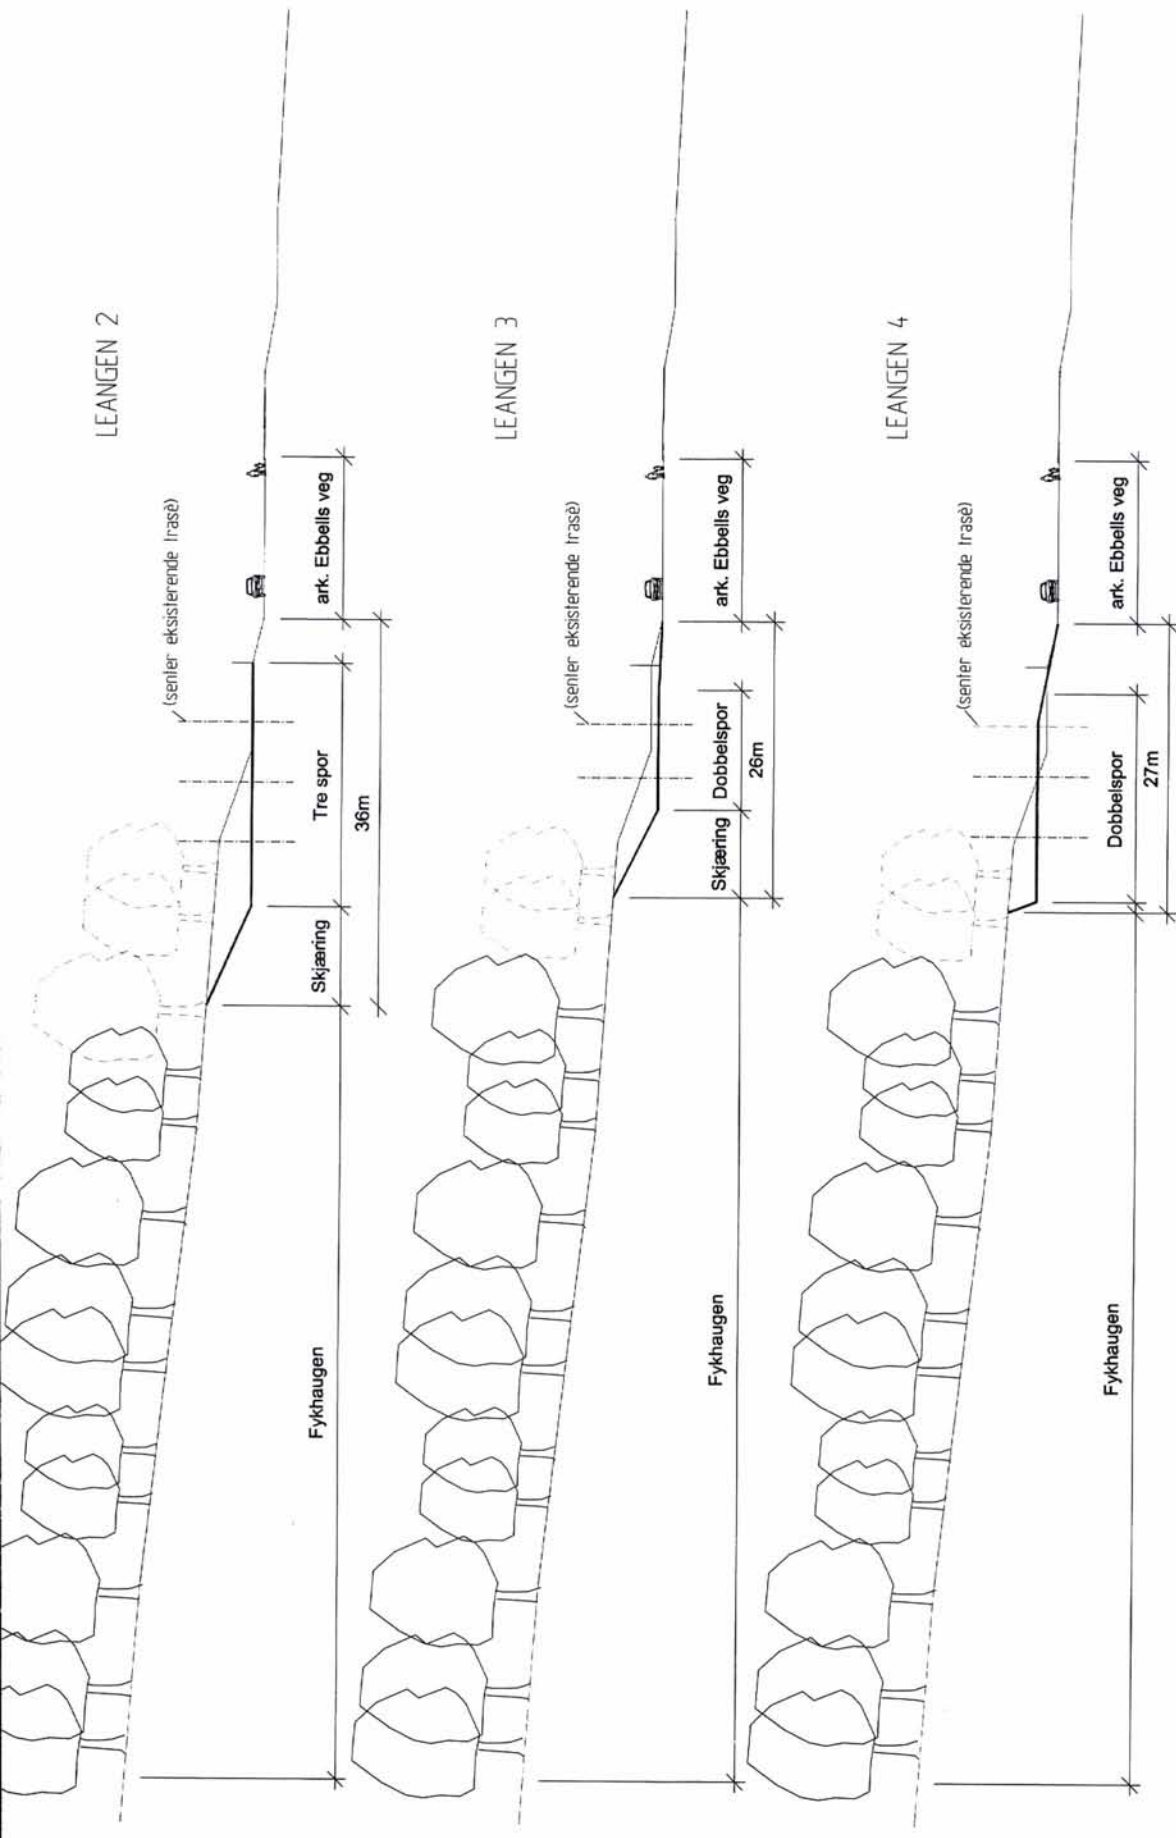 LEANGEN 2
(senter eksisterende trasè)
Fykhaugen
Skjæring
Tre spor
ark. Ebbells veg
36m
LEANGEN 3
(senter eksisterende trasè)
Fykhaugen
Skjæring
Dobbelspor
ark. Ebbells veg
26m
LEANGEN 4
(senter eksisterende trasè)
Fykhaugen
Dobbelspor
ark. Ebbells veg
27m